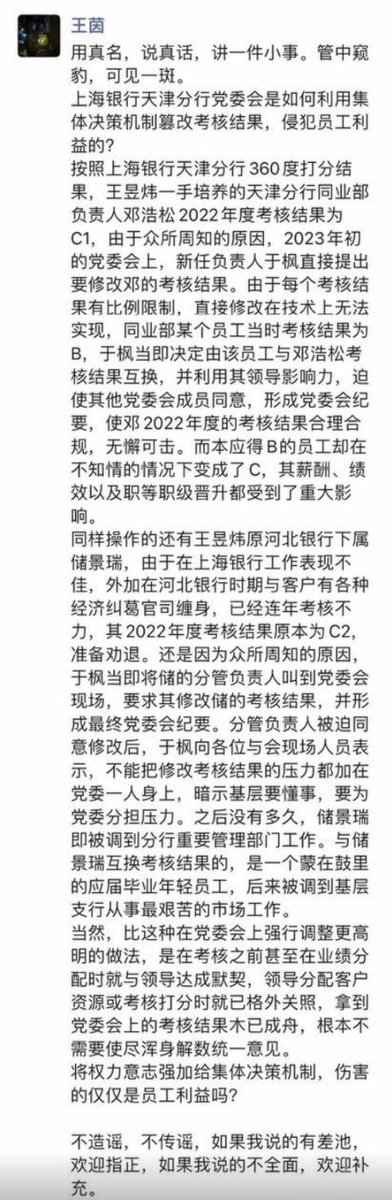 王茵
用真名，说真话，讲一件小事。管中窥
豹，可见一斑。
上海银行天津分行党委会是如何利用集
体决策机制篡改考核结果，侵犯员工利
益的？
按照上海银行天津分行360度打分结
果，王昱炜一手培养的天津分行同业部
负责人邓浩松2022年度考核结果为
C1，由于众所周知的原因，2023年初
的党委会上，新任负责人于枫直接提出
要修改邓的考核结果。由于每个考核结
果有比例限制，直接修改在技术上无法
实现，同业部某个员工当时考核结果为
B，于枫当即决定由该员工与邓浩松考
核结果互换，并利用其领导影响力，迫
使其他党委会成员同意，形成党委会纪
要，使邓2022年度的考核结果合理合
规，无懈可击。而本应得B的员工却在
不知情的情况下变成了C，其薪酬、绩
效以及职等职级晋升都受到了重大影
响。
同样操作的还有王昱炜原河北银行下属
储景瑞，由于在上海银行工作表现不
佳，外加在河北银行时期与客户有各种
经济纠葛官司缠身，已经连年考核不
力，其2022年度考核结果原本为C2，
准备劝退。还是因为众所周知的原因，
于枫当即将储的分管负责人叫到党委会
现场，要求其修改储的考核结果，并形
成最终党委会纪要。分管负责人被迫同
意修改后，于枫向各位与会现场人员表
示，不能把修改考核结果的压力都加在
党委一人身上，暗示基层要懂事，要为
党委分担压力。之后没有多久，储景瑞
即被调到分行重要管理部门工作。与储
景瑞互换考核结果的，是一个蒙在鼓里
的应届毕业年轻员工，后来被调到基层
支行从事最艰苦的市场工作。
当然，比这种在党委会上强行调整更高
明的做法，是在考核之前甚至在业绩分
配时就与领导达成默契，领导分配客户
资源或考核打分时就已格外关照，拿到
党委会上的考核结果木已成舟，根本不
需要使尽浑身解数统一意见。
将权力意志强加给集体决策机制，伤害
的仅仅是员工利益吗？
不造谣，不传谣，如果我说的有差池，
欢迎指正，如果我说的不全面，欢迎补
充。